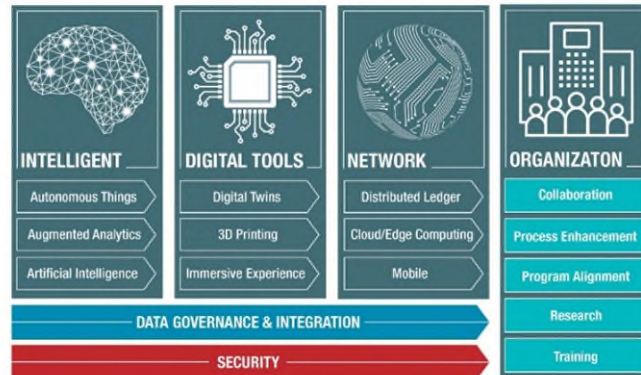 INTELLIGENT
Autonomous Things
Augmented Analytics
Artificial Intelligence
DIGITAL TOOLS
Digital Twins
3D Printing
Immersive Experience
NETWORK
Distributed Ledger
Cloud/Edge Computing
Mobile
ORGANIZATON
Collaboration
Process Enhancement
Program Alignment
Research
Training
DATA GOVERNANCE & INTEGRATION
SECURITY